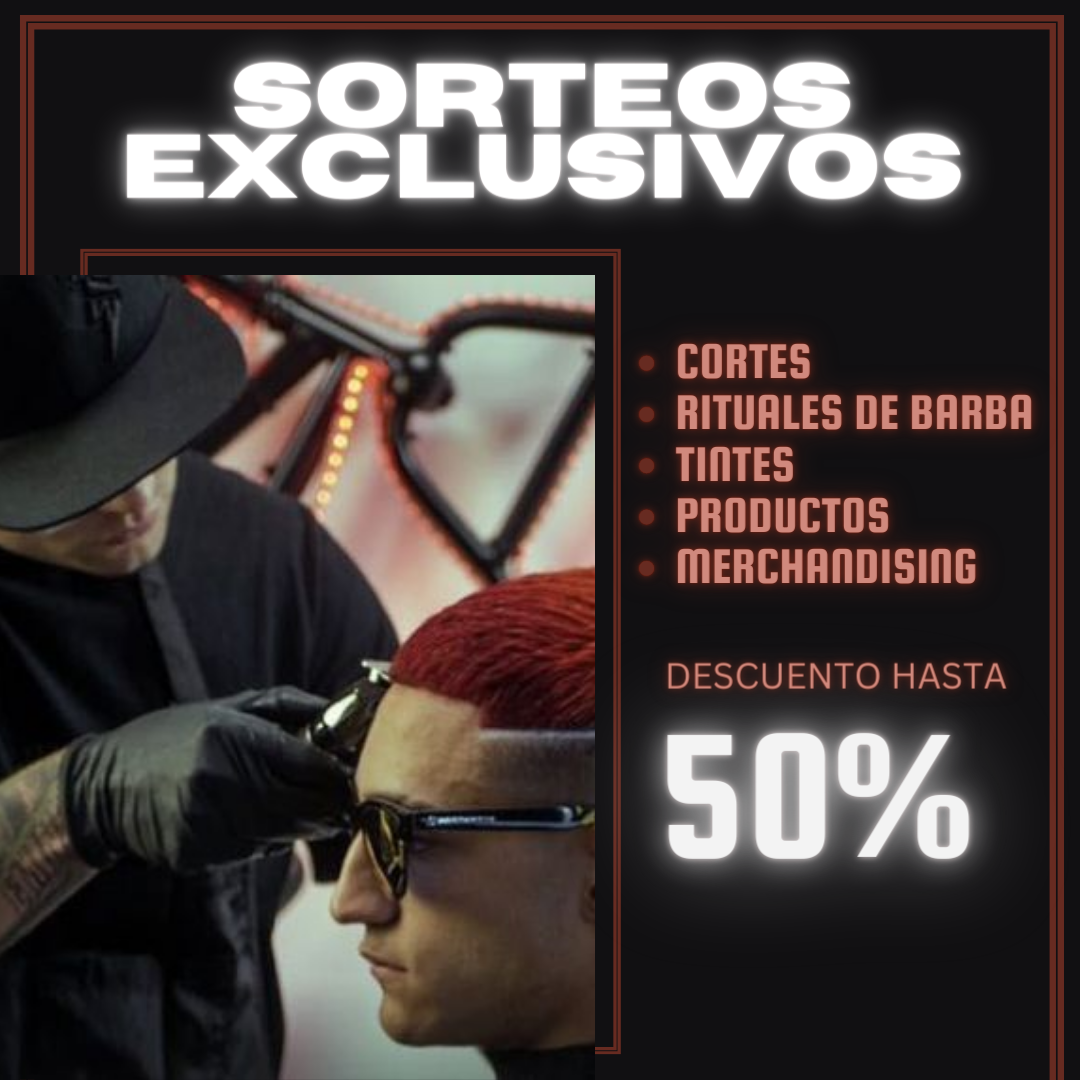 SORTEOS
EXCLUSIVOS
CORTES
RITUALES DE BARBA
TINTES
PRODUCTOS
MERCHANDISING
DESCUENTO HASTA
50%